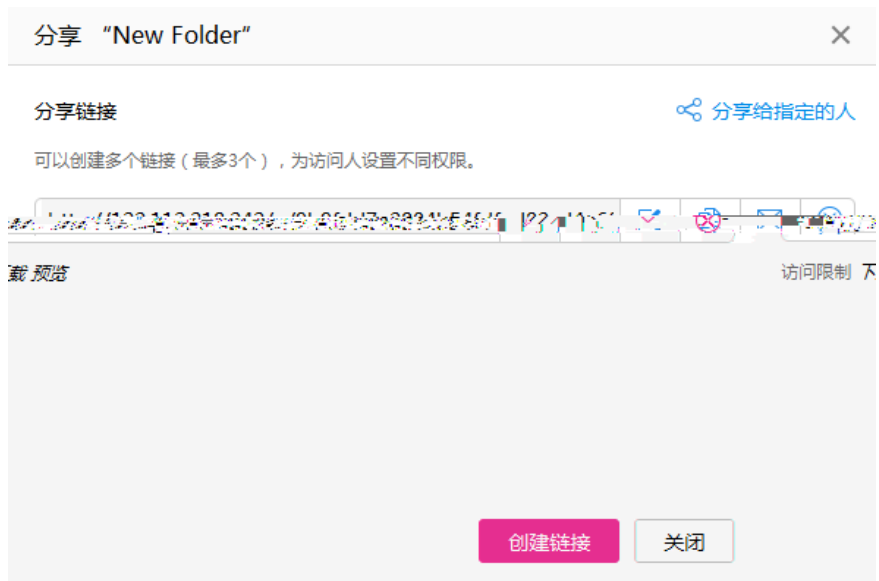 分享 “New Folder”
分享链接
分享给指定的人
可以创建多个链接（最多3个），为访问人设置不同权限。
载 预览
访问限制 下
创建链接
关闭